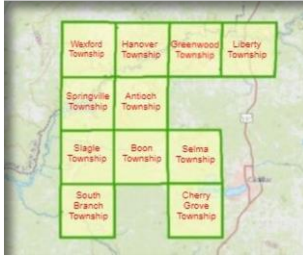 Wexford Hanover Greenwood Liberty
Township Township Township Township
Springville Antioch
Township Township
Slagle Boon Selma
Township Township Township
South Cherry
Branch Grove
Township Township